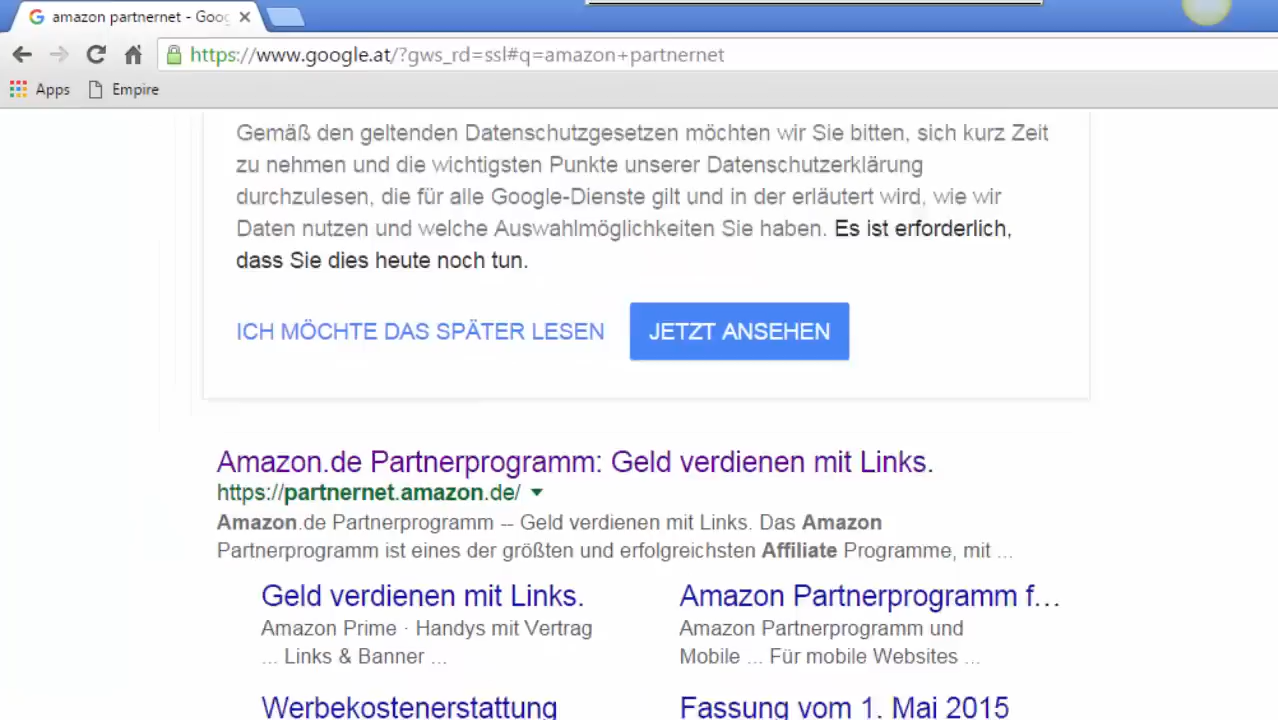 amazon partnernet - Goog
https://www.google.at/?gws_rd=ssl#q=amazon+partnernet
Apps
Empire
Gemäß den geltenden Datenschutzgesetzen möchten wir Sie bitten, sich kurz Zeit
zu nehmen und die wichtigsten Punkte unserer Datenschutzerklärung
durchzulesen, die für alle Google-Dienste gilt und in der erläutert wird, wie wir
Daten nutzen und welche Auswahlmöglichkeiten Sie haben. Es ist erforderlich,
dass Sie dies heute noch tun.
ICH MÖCHTE DAS SPÄTER LESEN
JETZT ANSEHEN
Amazon.de Partnerprogramm: Geld verdienen mit Links.
https://partnernet.amazon.de/
Amazon.de Partnerprogramm -- Geld verdienen mit Links. Das Amazon
Partnerprogramm ist eines der größten und erfolgreichsten Affiliate Programme, mit ...
Geld verdienen mit Links.
Amazon Prime · Handys mit Vertrag
... Links & Banner ...
Amazon Partnerprogramm f...
Amazon Partnerprogramm und
Mobile ... Für mobile Websites ...
Werbekostenerstattung
Fassung vom 1. Mai 2015